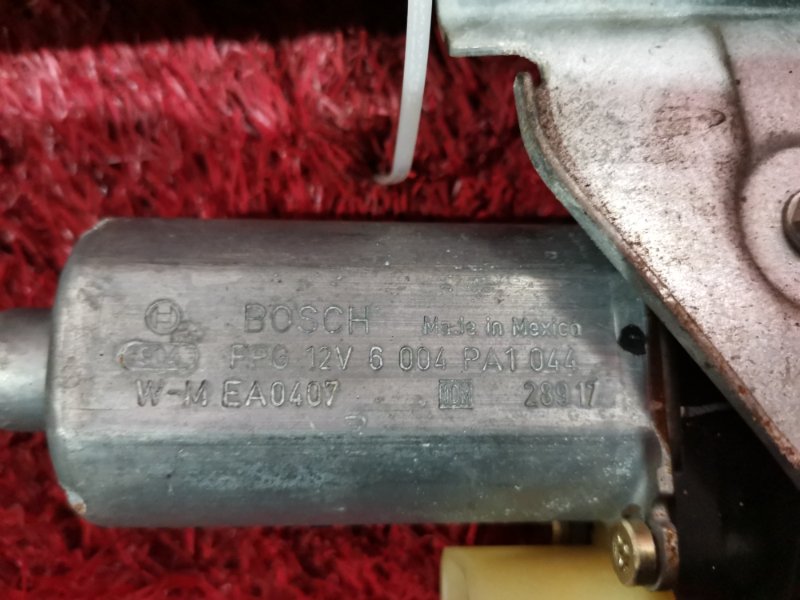 BOSCH Made in Mexico
FPG 12V 6 004 PA1 044
W-M EA0407 289 17